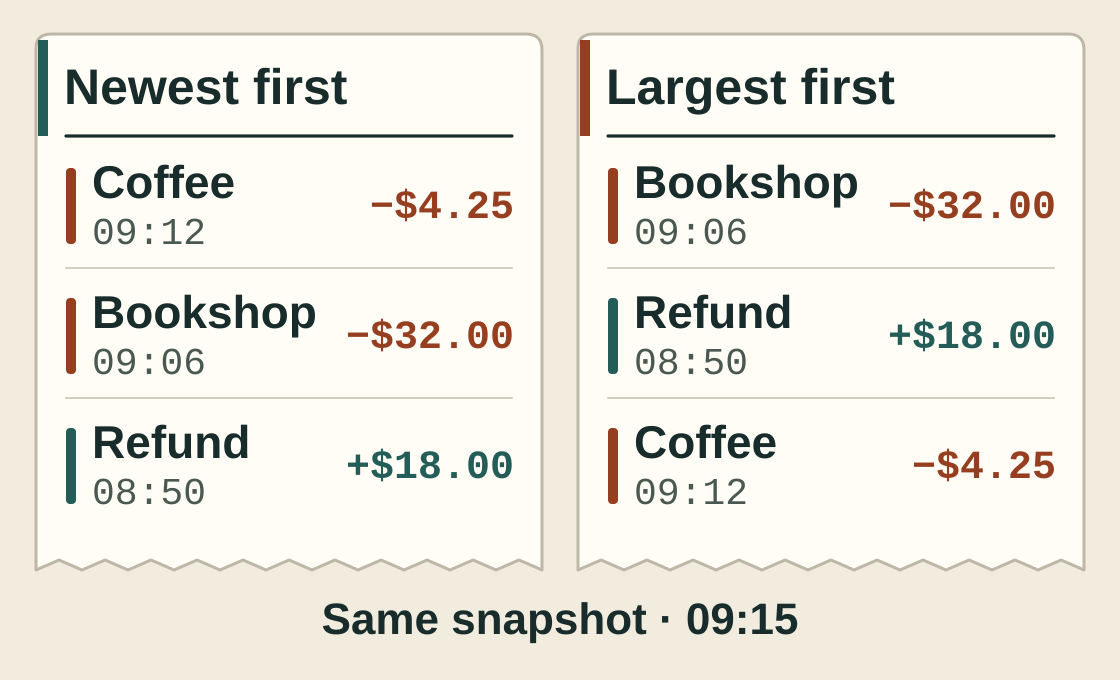 Newest first
Coffee
09:12
−$4.25
Bookshop
09:06
−$32.00
Refund
08:50
+$18.00
Largest first
Bookshop
09:06
−$32.00
Refund
08:50
+$18.00
Coffee
09:12
−$4.25
Same snapshot · 09:15